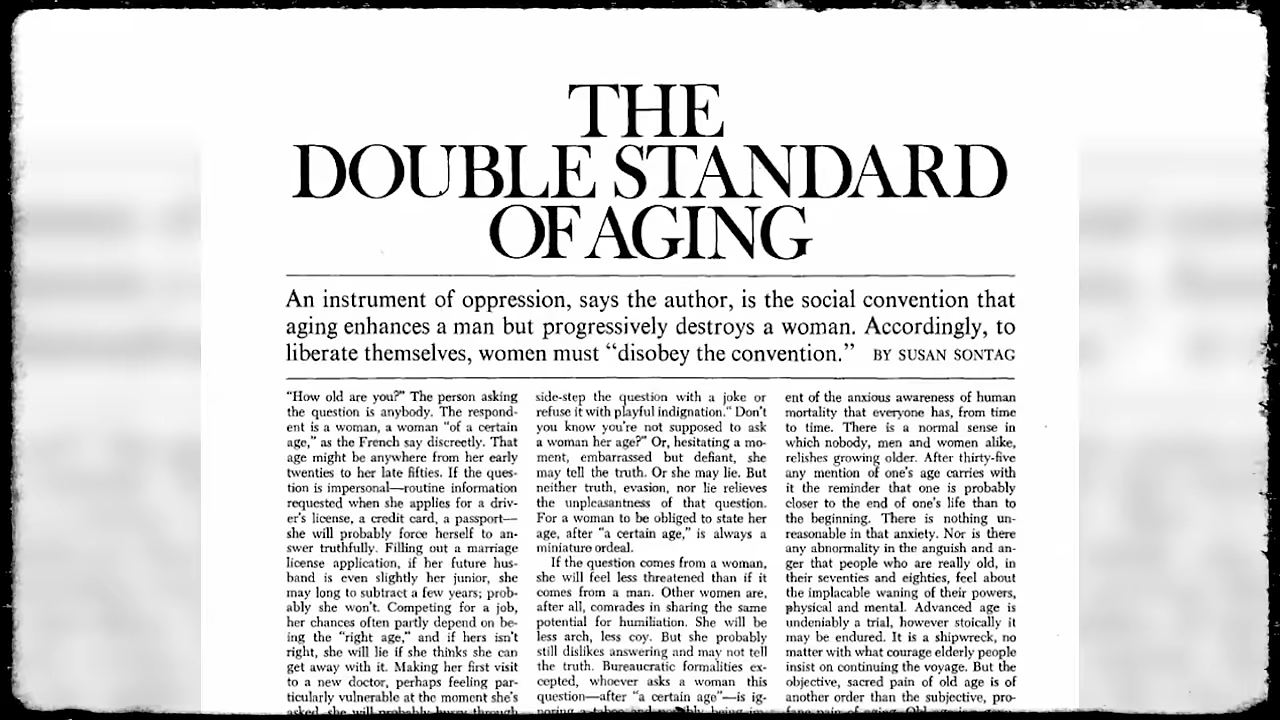 THE
DOUBLE STANDARD
OF AGING
An instrument of oppression, says the author, is the social convention that
aging enhances a man but progressively destroys a woman. Accordingly, to
liberate themselves, women must “disobey the convention.” BY SUSAN SONTAG
“How old are you?” The person asking
the question is anybody. The respond-
ent is a woman, a woman “of a certain
age,” as the French say discreetly. That
age might be anywhere from her early
twenties to her late fifties. If the ques-
tion is impersonal—routine information
requested when she applies for a driv-
er's license, a credit card, a passport—
she will probably force herself to an-
swer truthfully. Filling out a marriage
license application, if her future hus-
band is even slightly her junior, she
may long to subtract a few years; prob-
ably she won't. Competing for a job,
her chances often partly depend on be-
ing the “right age,” and if hers isn't
right, she will lie if she thinks she can
get away with it. Making her first visit
to a new doctor, perhaps feeling par-
ticularly vulnerable at the moment she's
asked, she will probably hurry through
side-step the question with a joke or
refuse it with playful indignation.“ Don't
you know you're not supposed to ask
a woman her age?” Or, hesitating a mo-
ment, embarrassed but defiant, she
may tell the truth. Or she may lie. But
neither truth, evasion, nor lie relieves
the unpleasantness of that question.
For a woman to be obliged to state her
age, after “a certain age,” is always a
miniature ordeal.
If the question comes from a woman,
she will feel less threatened than if it
comes from a man. Other women are,
after all, comrades in sharing the same
potential for humiliation. She will be
less arch, less coy. But she probably
still dislikes answering and may not tell
the truth. Bureaucratic formalities ex-
cepted, whoever asks a woman this
question—after “a certain age”—is ig-
noring a taboo and possibly being im-
ent of the anxious awareness of human
mortality that everyone has, from time
to time. There is a normal sense in
which nobody, men and women alike,
relishes growing older. After thirty-five
any mention of one's age carries with
it the reminder that one is probably
closer to the end of one's life than to
the beginning. There is nothing un-
reasonable in that anxiety. Nor is there
any abnormality in the anguish and an-
ger that people who are really old, in
their seventies and eighties, feel about
the implacable waning of their powers,
physical and mental. Advanced age is
undeniably a trial, however stoically it
may be endured. It is a shipwreck, no
matter with what courage elderly people
insist on continuing the voyage. But the
objective, sacred pain of old age is of
another order than the subjective, pro-
fane pain of aging. Old age is a